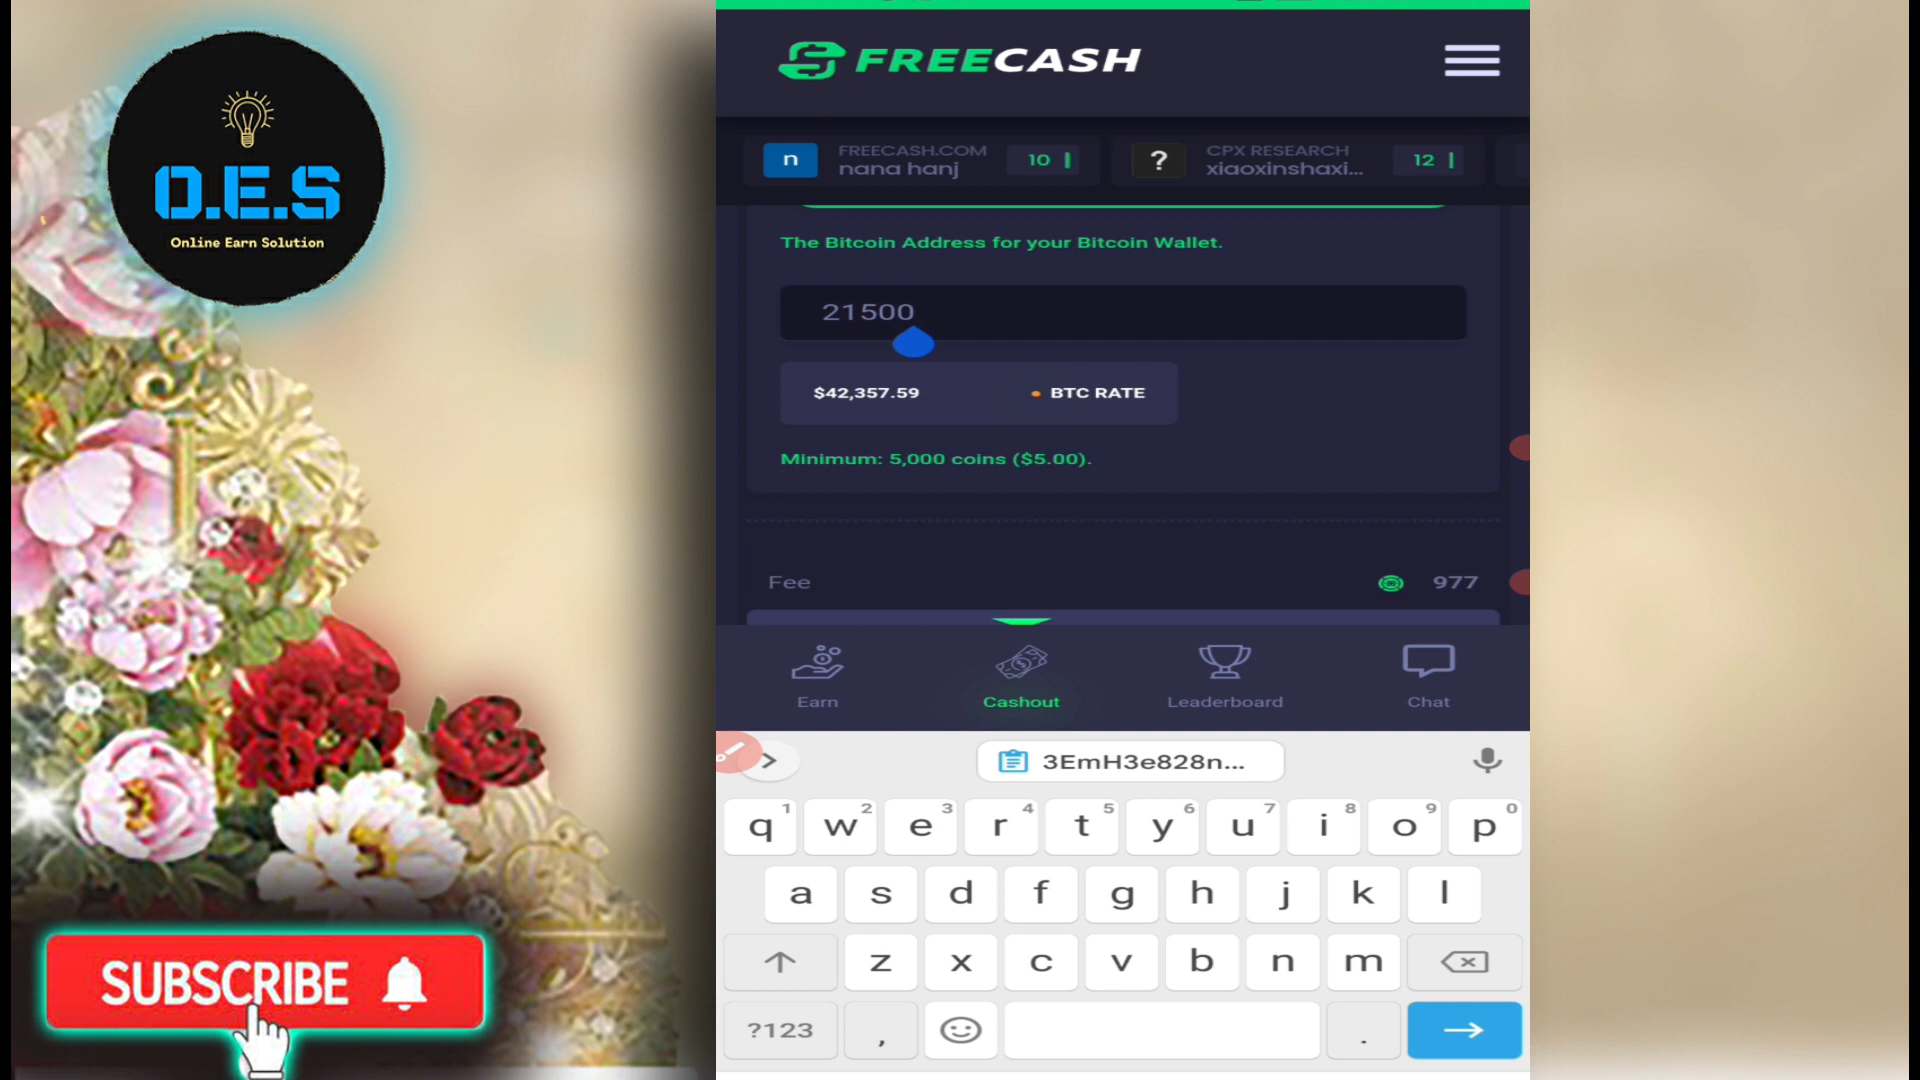 O.E.S
Online Earn Solution
SUBSCRIBE
FREECASH
n
FREECASH.COM
nana hanj
10
?
CPX RESEARCH
xiaoxinshaxi...
12
The Bitcoin Address for your Bitcoin Wallet.
21500
$42,357.59
BTC RATE
Minimum: 5,000 coins ($5.00).
Fee
977
Earn
Cashout
Leaderboard
Chat
3EmH3e828n...
1 2 3 4 5 6 7 8 9 0
q w e r t y u i o p
a s d f g h j k l
z x c v b n m
?123 , .